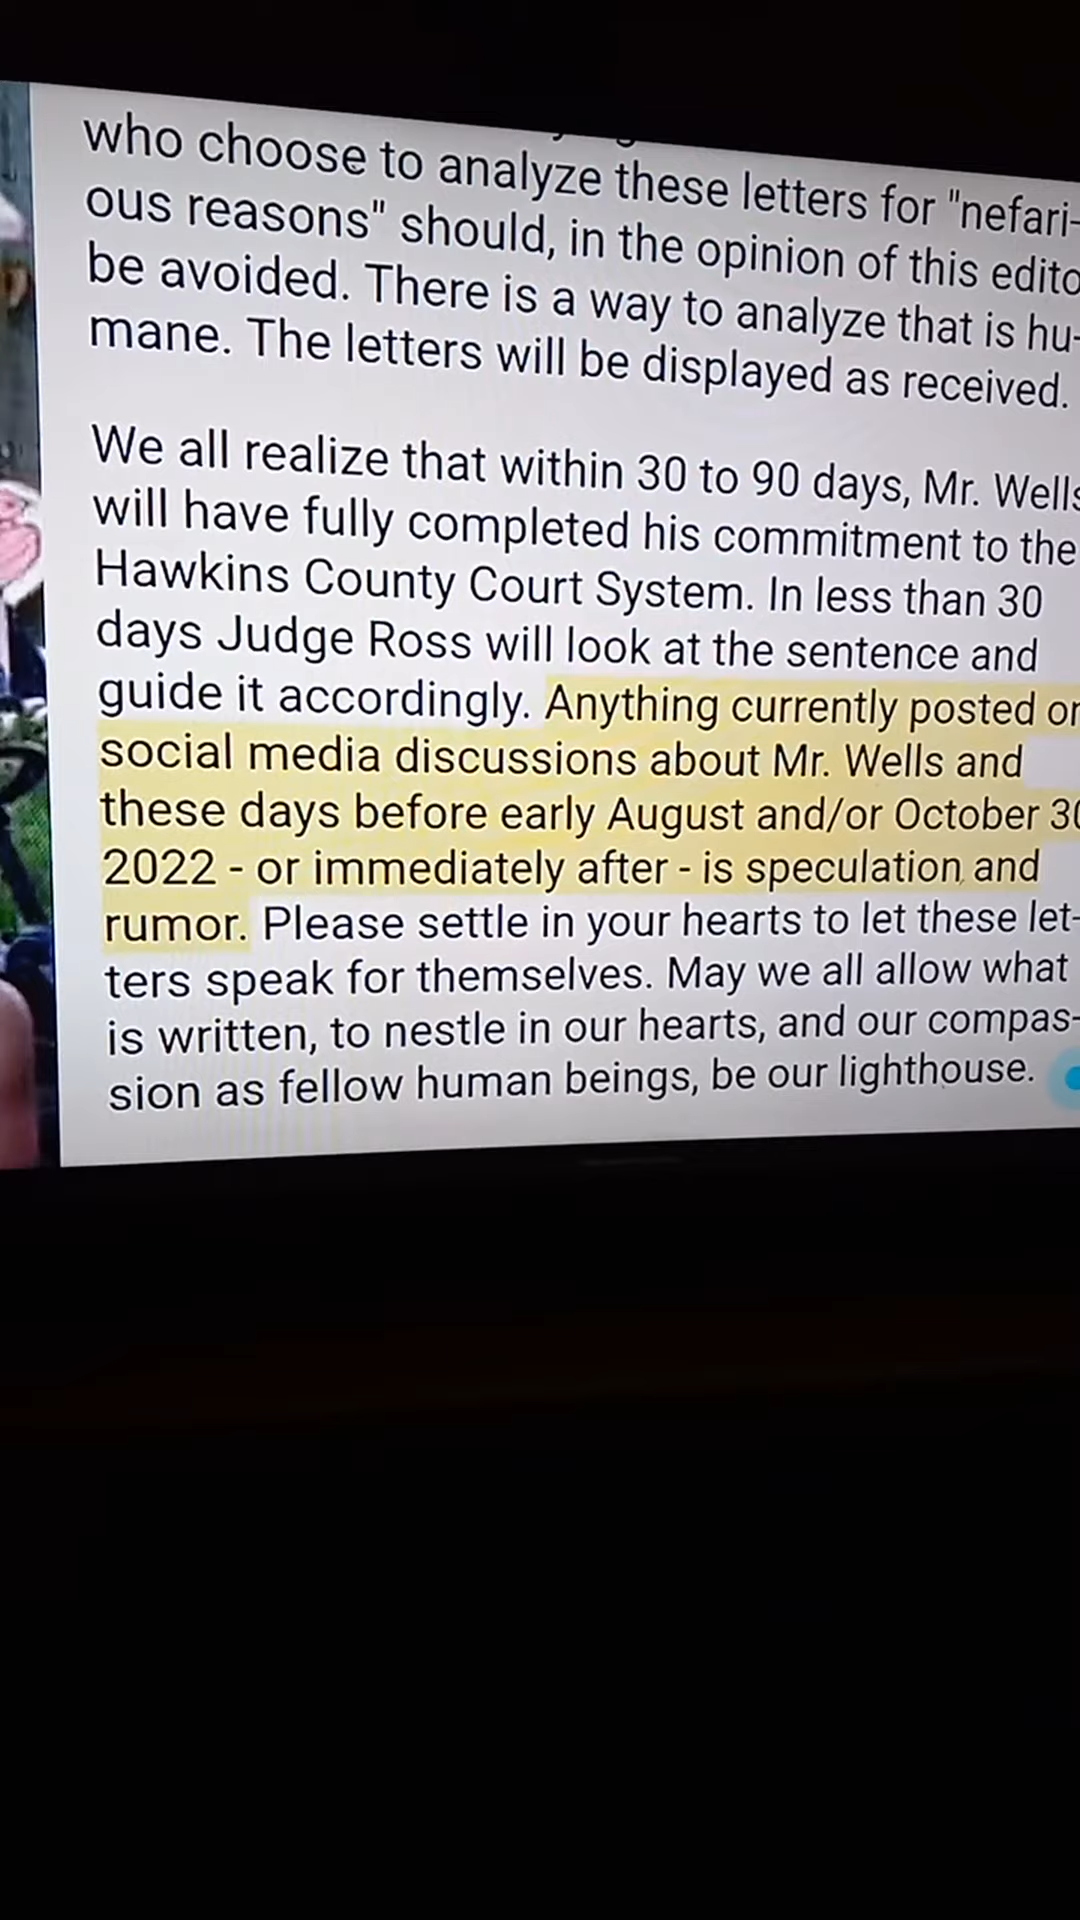 who choose to analyze these letters for "nefari-
ous reasons" should, in the opinion of this edito
be avoided. There is a way to analyze that is hu-
mane. The letters will be displayed as received.
We all realize that within 30 to 90 days, Mr. Wells
will have fully completed his commitment to the
Hawkins County Court System. In less than 30
days Judge Ross will look at the sentence and
guide it accordingly. Anything currently posted on
social media discussions about Mr. Wells and
these days before early August and/or October 30
2022 - or immediately after - is speculation and
rumor. Please settle in your hearts to let these let-
ters speak for themselves. May we all allow what
is written, to nestle in our hearts, and our compas-
sion as fellow human beings, be our lighthouse.